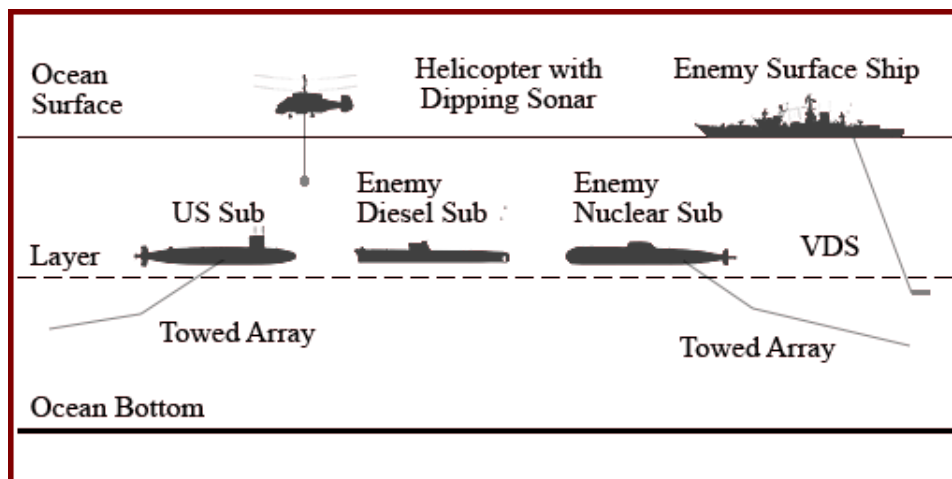 Ocean
Surface
Helicopter with
Dipping Sonar
Enemy Surface Ship
US Sub
Enemy
Diesel Sub
Enemy
Nuclear Sub
Layer
VDS
Towed Array
Towed Array
Ocean Bottom